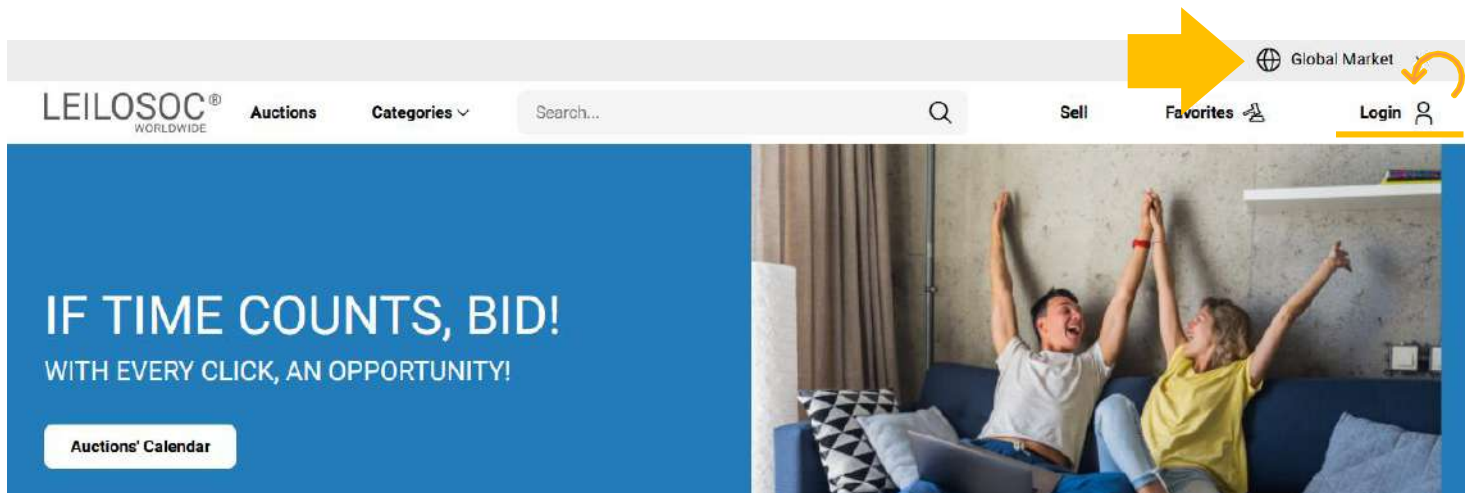 Global Market
LEILOSOC®
WORLDWIDE
Auctions
Categories
Search...
Sell
Favorites
Login
IF TIME COUNTS, BID!
WITH EVERY CLICK, AN OPPORTUNITY!
Auctions' Calendar